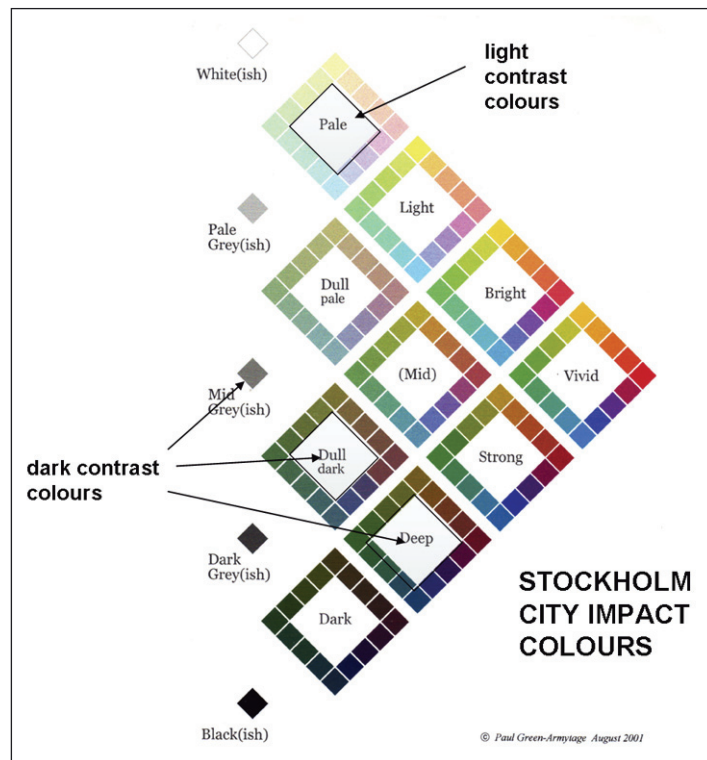 light
contrast
colours
White(ish)
Pale
Light
Pale
Grey(ish)
Dull
pale
Bright
(Mid)
Vivid
Mid
Grey(ish)
Dull
dark
Strong
dark contrast
colours
Deep
Dark
Grey(ish)
STOCKHOLM
CITY IMPACT
COLOURS
Dark
Black(ish)
© Paul Green-Armytage August 2001